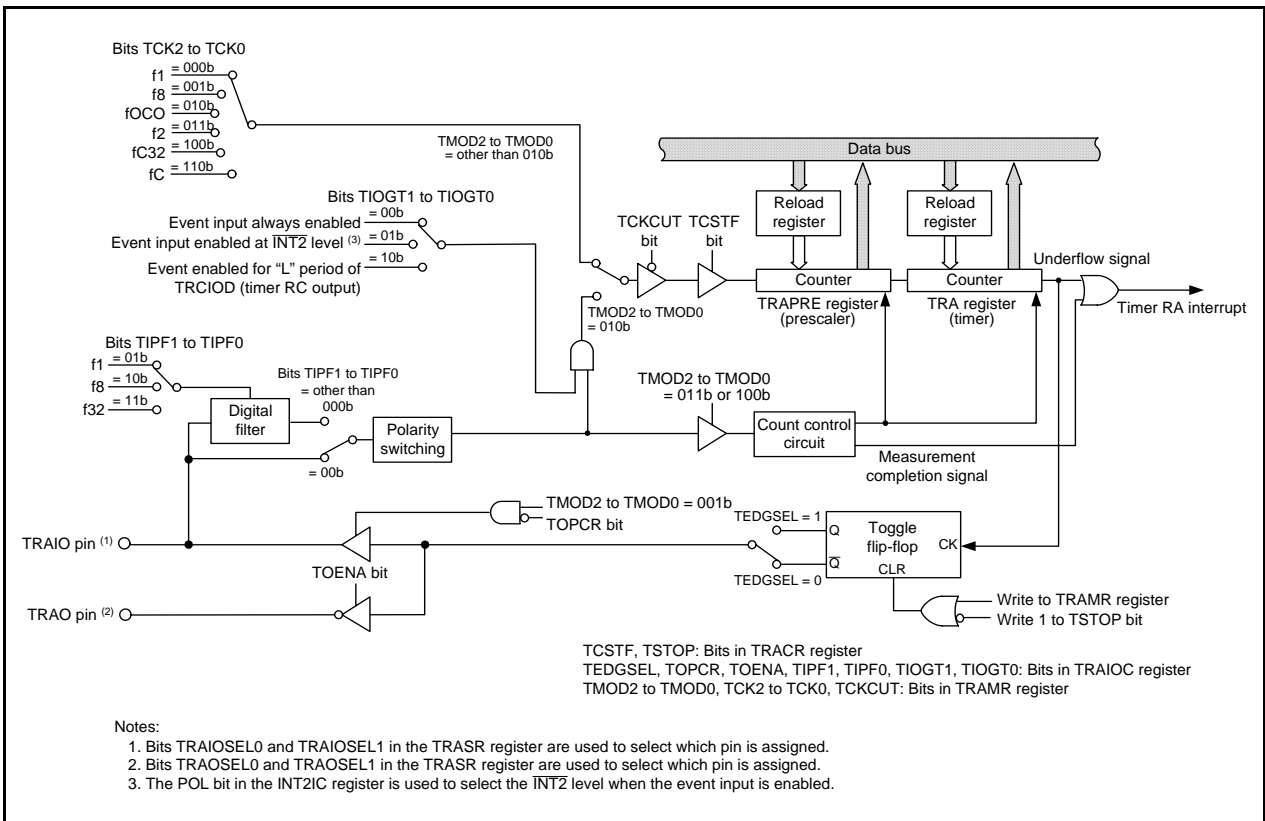 Bits TCK2 to TCK0
f1 = 000b
f8 = 001b
fOCO = 010b
f2 = 011b
fC32 = 100b
fC = 110b
TMOD2 to TMOD0
= other than 010b
Data bus
Reload
register
Reload
register
Bits TIOGT1 to TIOGT0
Event input always enabled = 00b
Event input enabled at INT2 level (3) = 01b
Event enabled for “L” period of = 10b
TRCIOD (timer RC output)
TCKCUT
bit
TCSTF
bit
Counter
TRAPRE register
(prescaler)
Counter
TRA register
(timer)
Underflow signal
Timer RA interrupt
TMOD2 to TMOD0
= 010b
Bits TIPF1 to TIPF0
f1 = 01b
f8 = 10b
f32 = 11b
Digital
filter
Bits TIPF1 to TIPF0
= other than
000b
= 00b
Polarity
switching
TMOD2 to TMOD0
= 011b or 100b
Count control
circuit
Measurement
completion signal
TMOD2 to TMOD0 = 001b
TOPCR bit
TRAIO pin (1)
TOENA bit
TRAO pin (2)
TEDGSEL = 1
TEDGSEL = 0
Q
Q
Toggle
flip-flop
CK
CLR
Write to TRAMR register
Write 1 to TSTOP bit
TCSTF, TSTOP: Bits in TRACR register
TEDGSEL, TOPCR, TOENA, TIPF1, TIPF0, TIOGT1, TIOGT0: Bits in TRAIOC register
TMOD2 to TMOD0, TCK2 to TCK0, TCKCUT: Bits in TRAMR register
Notes:
1. Bits TRAIOSEL0 and TRAIOSEL1 in the TRASR register are used to select which pin is assigned.
2. Bits TRAOSEL0 and TRAOSEL1 in the TRASR register are used to select which pin is assigned.
3. The POL bit in the INT2IC register is used to select the INT2 level when the event input is enabled.